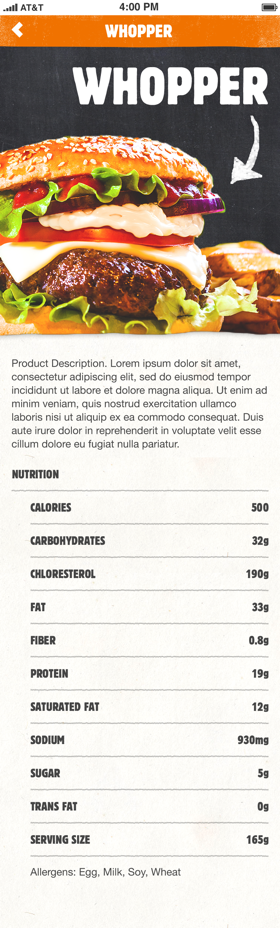 AT&T 4:00 PM
WHOPPER
WHOPPER
Product Description. Lorem ipsum dolor sit amet,
consectetur adipiscing elit, sed do eiusmod tempor
incididunt ut labore et dolore magna aliqua. Ut enim ad
minim veniam, quis nostrud exercitation ullamco
laboris nisi ut aliquip ex ea commodo consequat. Duis
aute irure dolor in reprehenderit in voluptate velit esse
cillum dolore eu fugiat nulla pariatur.
NUTRITION
CALORIES 500
CARBOHYDRATES 32g
CHLORESTEROL 190g
FAT 33g
FIBER 0.8g
PROTEIN 19g
SATURATED FAT 12g
SODIUM 930mg
SUGAR 5g
TRANS FAT 0g
SERVING SIZE 165g
Allergens: Egg, Milk, Soy, Wheat